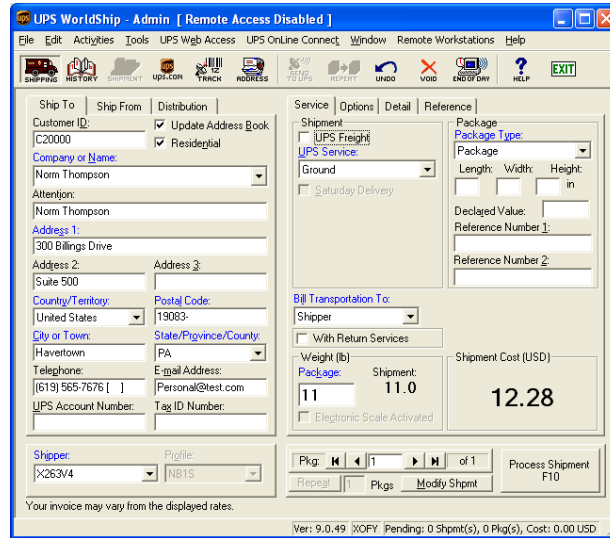 UPS WorldShip - Admin [ Remote Access Disabled ]
File Edit Activities Tools UPS Web Access UPS OnLine Connect Window Remote Workstations Help
SHIPPING HISTORY SHIPMENT ups.com TRACK ADDRESS SEND TO UPS REPEAT UNDO VOID END OF DAY HELP EXIT
Ship To Ship From Distribution
Customer ID:
C20000
Update Address Book
Residential
Company or Name:
Norm Thompson
Attention:
Norm Thompson
Address 1:
300 Billings Drive
Address 2: Address 3:
Suite 500
Country/Territory: Postal Code:
United States 19083-
City or Town: State/Province/County:
Havertown PA
Telephone: E-mail Address:
(619) 565-7676 [ ] Personal@test.com
UPS Account Number: Tax ID Number:
Shipper: Profile:
X263V4 NB1S
Your invoice may vary from the displayed rates.
Service Options Detail Reference
Shipment
UPS Freight
UPS Service:
Ground
Saturday Delivery
Package
Package Type:
Package
Length: Width: Height:
in
Declared Value:
Reference Number 1:
Reference Number 2:
Bill Transportation To:
Shipper
With Return Services
Weight (lb)
Package: Shipment:
11 11.0
Electronic Scale Activated
Shipment Cost (USD)
12.28
Pkg: 1 of 1
Repeat 1 Pkgs Modify Shpmt
Process Shipment
F10
Ver: 9.0.49 XOFY Pending: 0 Shpmt(s), 0 Pkg(s), Cost: 0.00 USD